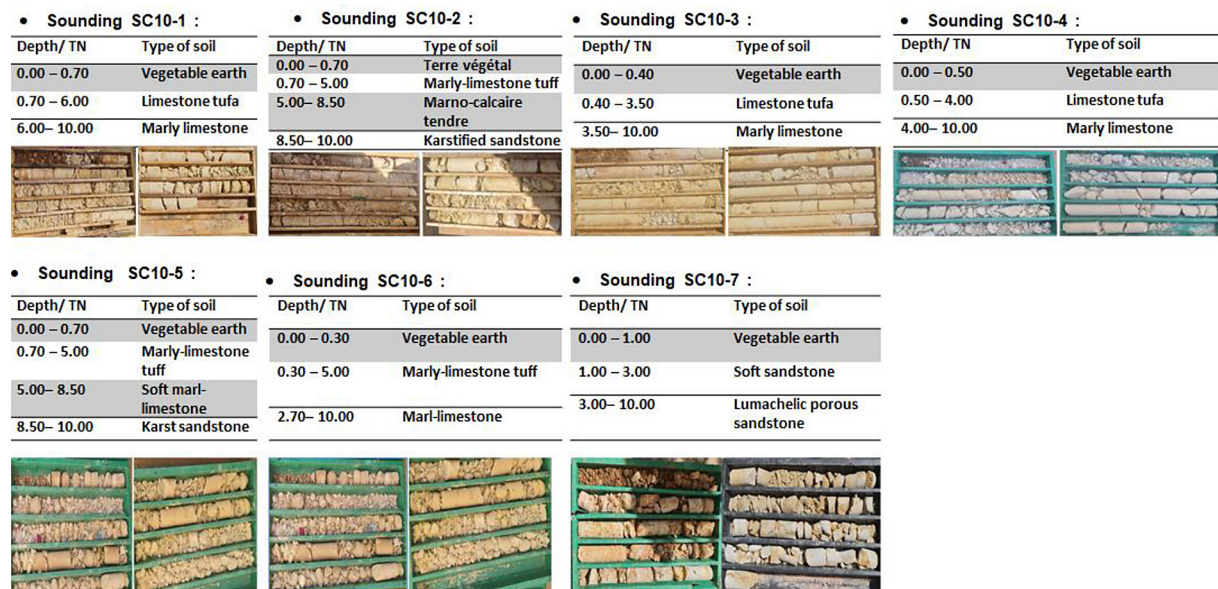 • Sounding SC10-1 :
Depth/ TN Type of soil
0.00 – 0.70 Vegetable earth
0.70 – 6.00 Limestone tufa
6.00– 10.00 Marly limestone
• Sounding SC10-2 :
Depth/ TN Type of soil
0.00 – 0.70 Terre végétal
0.70 – 5.00 Marly-limestone tuff
5.00– 8.50 Marno-calcaire
tendre
8.50– 10.00 Karstified sandstone
• Sounding SC10-3 :
Depth/ TN Type of soil
0.00 – 0.40 Vegetable earth
0.40 – 3.50 Limestone tufa
3.50– 10.00 Marly limestone
• Sounding SC10-4 :
Depth/ TN Type of soil
0.00 – 0.50 Vegetable earth
0.50 – 4.00 Limestone tufa
4.00– 10.00 Marly limestone
• Sounding SC10-5 :
Depth/ TN Type of soil
0.00 – 0.70 Vegetable earth
0.70 – 5.00 Marly-limestone
tuff
5.00– 8.50 Soft marl-
limestone
8.50– 10.00 Karst sandstone
• Sounding SC10-6 :
Depth/ TN Type of soil
0.00 – 0.30 Vegetable earth
0.30 – 5.00 Marly-limestone tuff
2.70– 10.00 Marl-limestone
• Sounding SC10-7 :
Depth/ TN Type of soil
0.00 – 1.00 Vegetable earth
1.00 – 3.00 Soft sandstone
3.00– 10.00 Lumachelic porous
sandstone